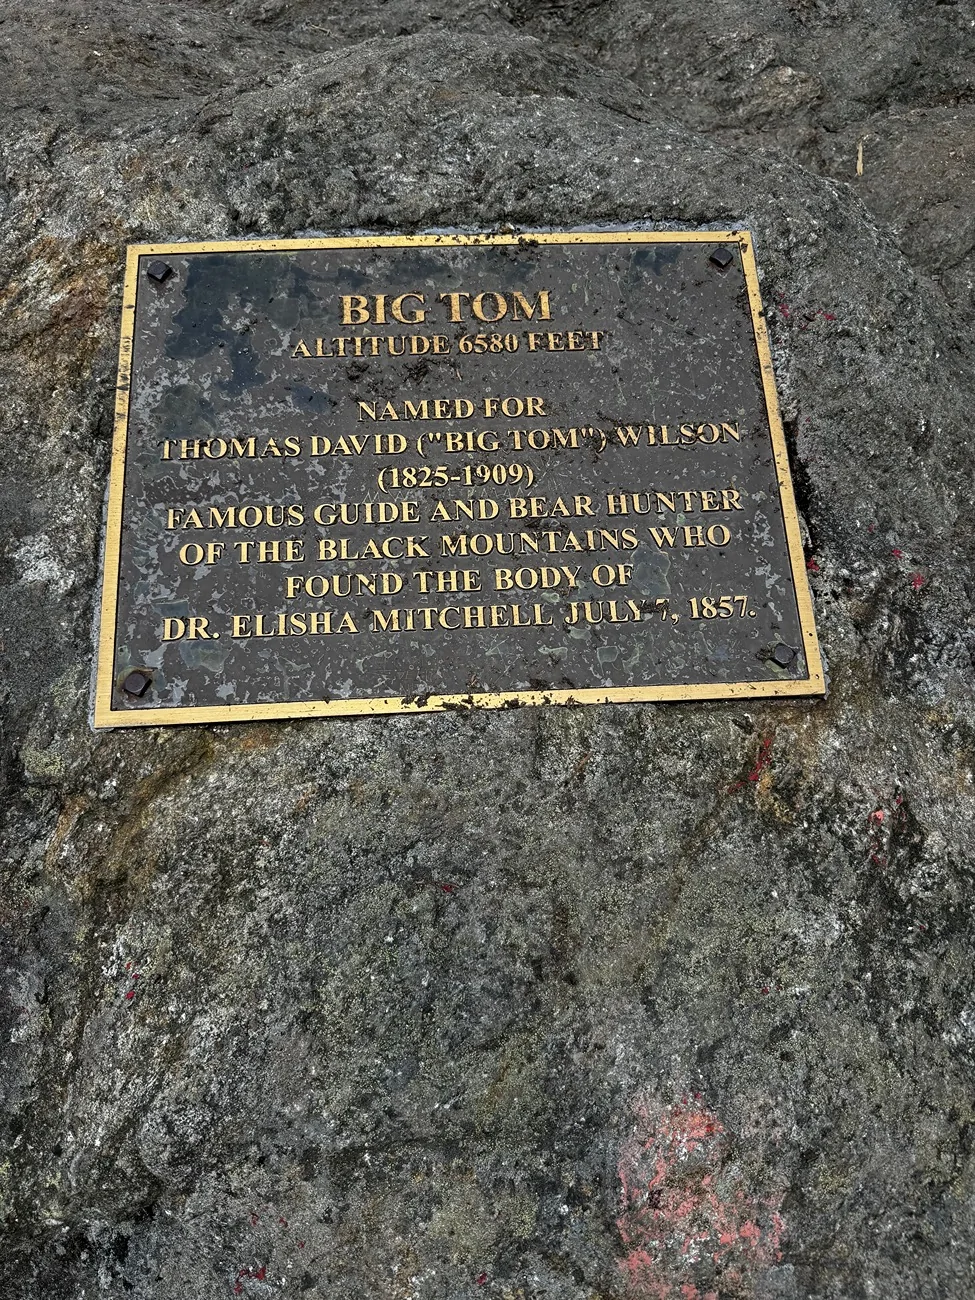 BIG TOM
ALTITUDE 6580 FEET
NAMED FOR
THOMAS DAVID ("BIG TOM") WILSON
(1825-1909)
FAMOUS GUIDE AND BEAR HUNTER
OF THE BLACK MOUNTAINS WHO
FOUND THE BODY OF
DR. ELISHA MITCHELL JULY 7, 1857.